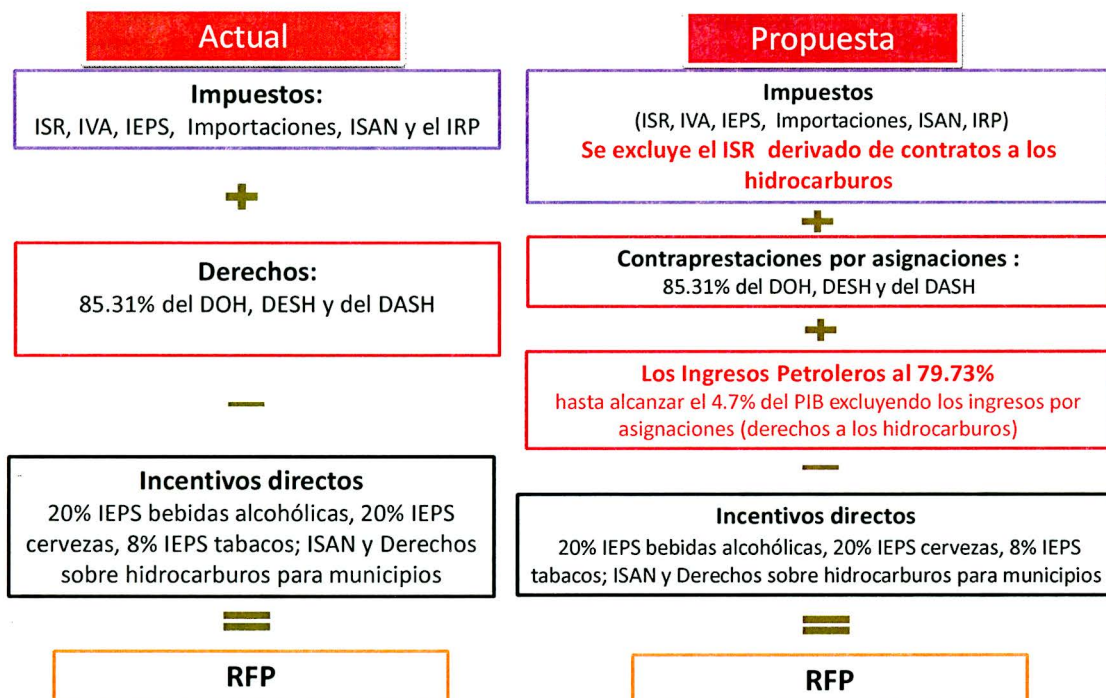 Actual
Impuestos:
ISR, IVA, IEPS, Importaciones, ISAN y el IRP
+
Derechos:
85.31% del DOH, DESH y del DASH
—
Incentivos directos
20% IEPS bebidas alcohólicas, 20% IEPS
cervezas, 8% IEPS tabacos; ISAN y Derechos
sobre hidrocarburos para municipios
=
RFP
Propuesta
Impuestos
(ISR, IVA, IEPS, Importaciones, ISAN, IRP)
Se excluye el ISR derivado de contratos a los
hidrocarburos
+
Contraprestaciones por asignaciones :
85.31% del DOH, DESH y del DASH
+
Los Ingresos Petroleros al 79.73%
hasta alcanzar el 4.7% del PIB excluyendo los ingresos por
asignaciones (derechos a los hidrocarburos)
—
Incentivos directos
20% IEPS bebidas alcohólicas, 20% IEPS cervezas, 8% IEPS
tabacos; ISAN y Derechos sobre hidrocarburos para municipios
=
RFP